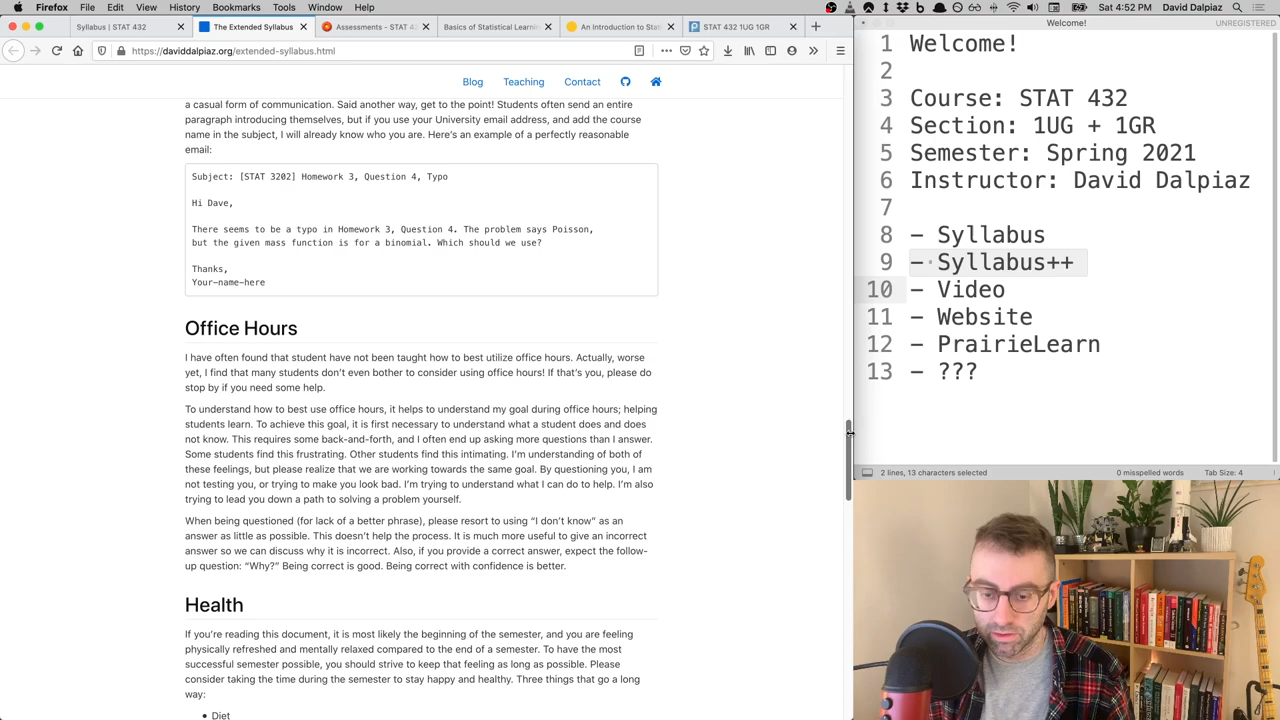 Firefox File Edit View History Bookmarks Tools Window Help
Sat 4:52 PM David Dalpiaz
Syllabus | STAT 432
The Extended Syllabus
Assessments - STAT 4
Basics of Statistical Learning
An Introduction to Stat
STAT 432 1UG 1GR
https://daviddalpiaz.org/extended-syllabus.html
Blog Teaching Contact
a casual form of communication. Said another way, get to the point! Students often send an entire
paragraph introducing themselves, but if you use your University email address, and add the course
name in the subject, I will already know who you are. Here's an example of a perfectly reasonable
email:
Subject: [STAT 3202] Homework 3, Question 4, Typo
Hi Dave,
There seems to be a typo in Homework 3, Question 4. The problem says Poisson,
but the given mass function is for a binomial. Which should we use?
Thanks,
Your-name-here
Office Hours
I have often found that student have not been taught how to best utilize office hours. Actually, worse
yet, I find that many students don't even bother to consider using office hours! If that's you, please do
stop by if you need some help.
To understand how to best use office hours, it helps to understand my goal during office hours; helping
students learn. To achieve this goal, it is first necessary to understand what a student does and does
not know. This requires some back-and-forth, and I often end up asking more questions than I answer.
Some students find this frustrating. Other students find this intimating. I'm understanding of both of
these feelings, but please realize that we are working towards the same goal. By questioning you, I am
not testing you, or trying to make you look bad. I'm trying to understand what I can do to help. I'm also
trying to lead you down a path to solving a problem yourself.
When being questioned (for lack of a better phrase), please resort to using “I don't know” as an
answer as little as possible. This doesn't help the process. It is much more useful to give an incorrect
answer so we can discuss why it is incorrect. Also, if you provide a correct answer, expect the follow-
up question: “Why?” Being correct is good. Being correct with confidence is better.
Health
If you're reading this document, it is most likely the beginning of the semester, and you are feeling
physically refreshed and mentally relaxed compared to the end of a semester. To have the most
successful semester possible, you should strive to keep that feeling as long as possible. Please
consider taking the time during the semester to stay happy and healthy. Three things that go a long
way:
• Diet
Welcome! UNREGISTERED
1 Welcome!
2
3 Course: STAT 432
4 Section: 1UG + 1GR
5 Semester: Spring 2021
6 Instructor: David Dalpiaz
7
8 - Syllabus
9 - Syllabus++
10 - Video
11 - Website
12 - PrairieLearn
13 - ???
2 lines, 13 characters selected 0 misspelled words Tab Size: 4